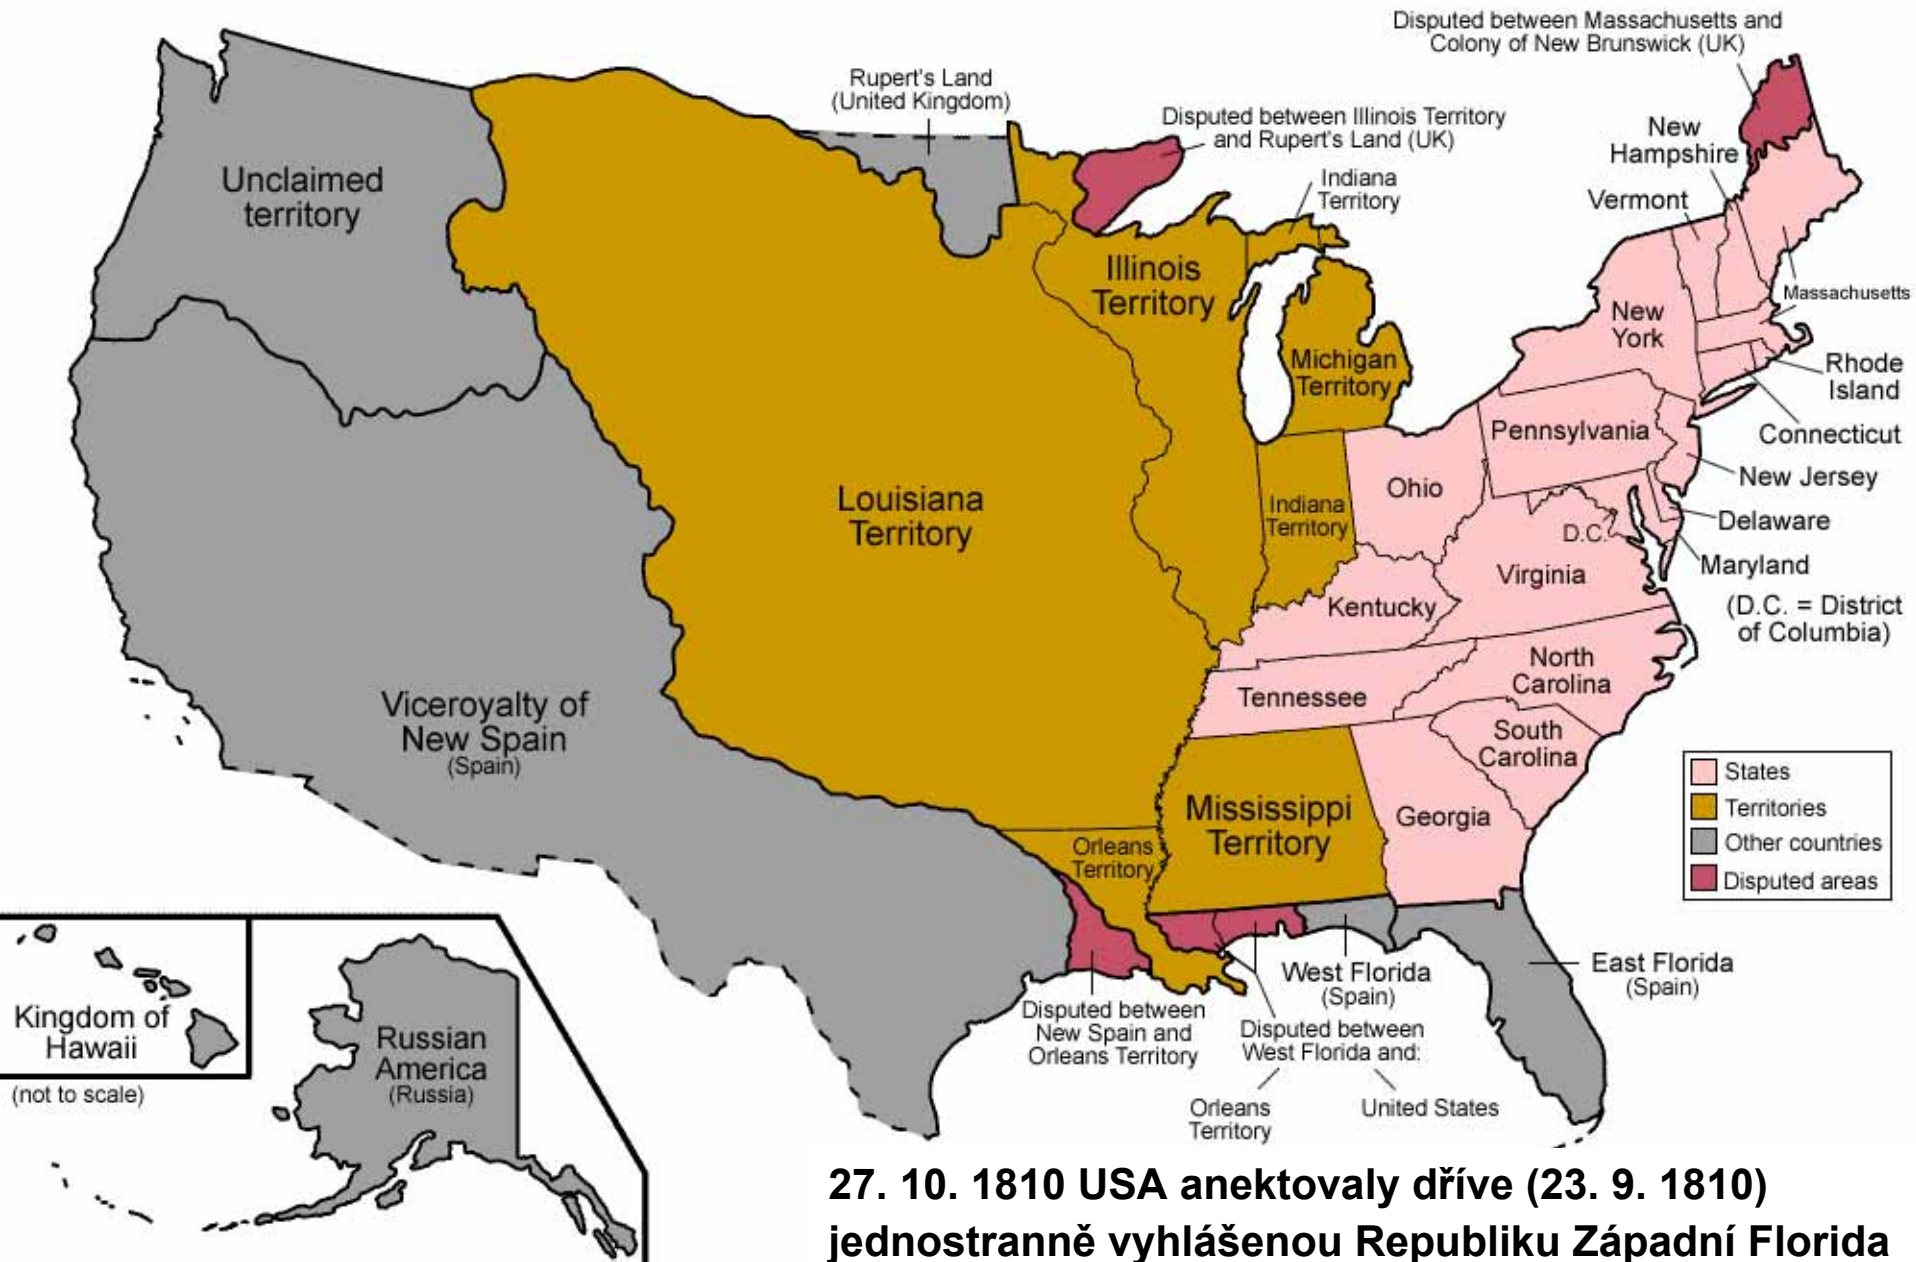 Disputed between Massachusetts and
Colony of New Brunswick (UK)
Rupert's Land
(United Kingdom)
Disputed between Illinois Territory
and Rupert's Land (UK)
New
Hampshire
Indiana
Territory
Vermont
Unclaimed
territory
Illinois
Territory
Massachusetts
New
York
Michigan
Territory
Rhode
Island
Pennsylvania
Connecticut
New Jersey
Ohio
Louisiana
Territory
Indiana
Territory
Delaware
D.C.
Maryland
Virginia
Kentucky
(D.C. = District
of Columbia)
North
Carolina
Tennessee
Viceroyalty of
New Spain
(Spain)
South
Carolina
States
Territories
Other countries
Disputed areas
Mississippi
Territory
Georgia
Orleans
Territory
West Florida
(Spain)
East Florida
(Spain)
Disputed between
New Spain and
Orleans Territory
Disputed between
West Florida and:
Orleans
Territory
United States
Kingdom of
Hawaii
(not to scale)
Russian
America
(Russia)
27. 10. 1810 USA anektovaly dříve (23. 9. 1810)
jednostranně vyhlášenou Republiku Západní Florida